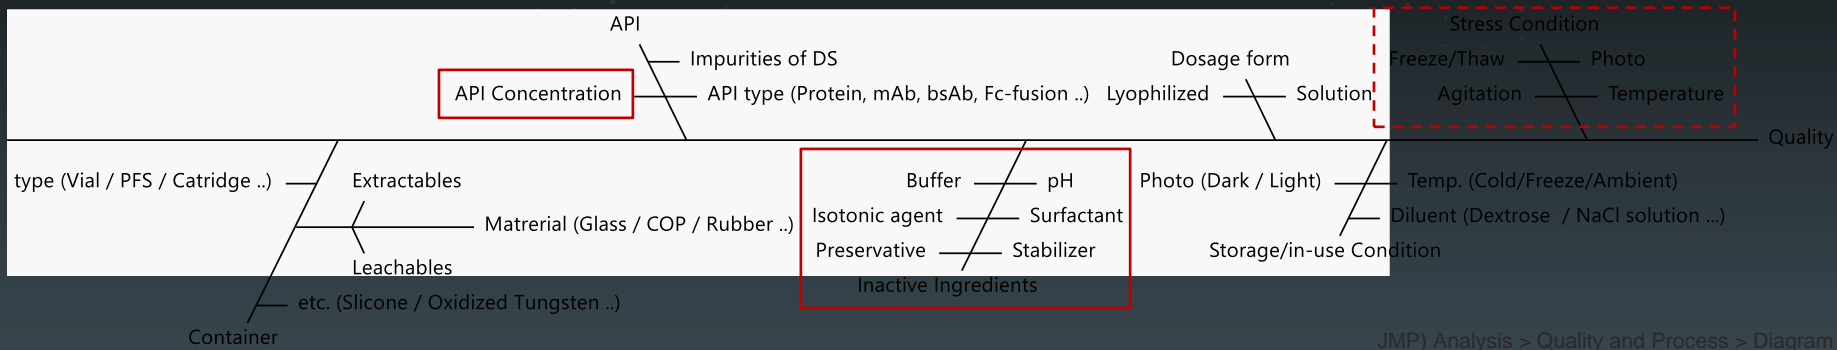 API
Stress Condition
Impurities of DS
Dosage form
Freeze/Thaw
Photo
API Concentration
API type (Protein, mAb, bsAb, Fc-fusion ..)
Lyophilized
Solution
Agitation
Temperature
Quality
type (Vial / PFS / Catridge ..)
Extractables
Buffer
pH
Photo (Dark / Light)
Temp. (Cold/Freeze/Ambient)
Matrerial (Glass / COP / Rubber ..)
Isotonic agent
Surfactant
Diluent (Dextrose / NaCl solution ...)
Preservative
Stabilizer
Storage/in-use Condition
Leachables
Inactive Ingredients
etc. (Slicone / Oxidized Tungsten ..)
Container
JMP) Analysis > Quality and Process > Diagram